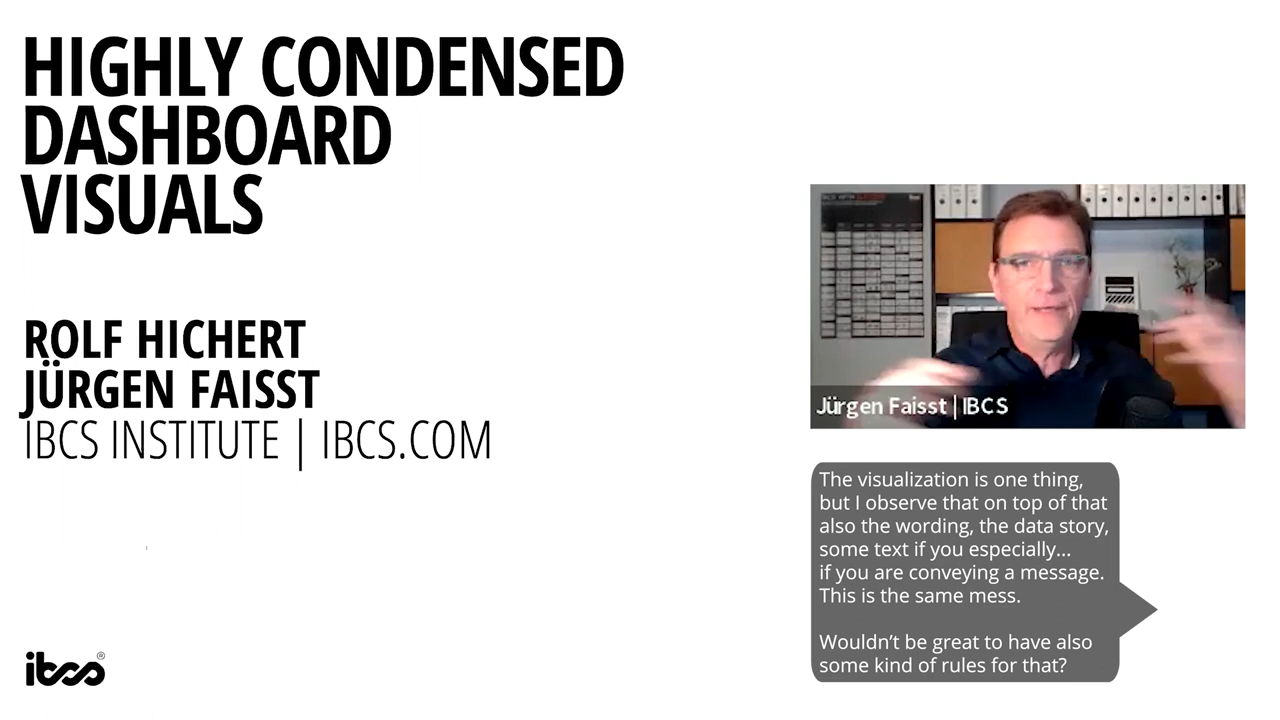 HIGHLY CONDENSED
DASHBOARD
VISUALS
ROLF HICHERT
JÜRGEN FAISST
IBCS INSTITUTE | IBCS.COM
ibcs®
Jürgen Faisst | IBCS
The visualization is one thing,
but I observe that on top of that
also the wording, the data story,
some text if you especially...
if you are conveying a message.
This is the same mess.
Wouldn't be great to have also
some kind of rules for that?